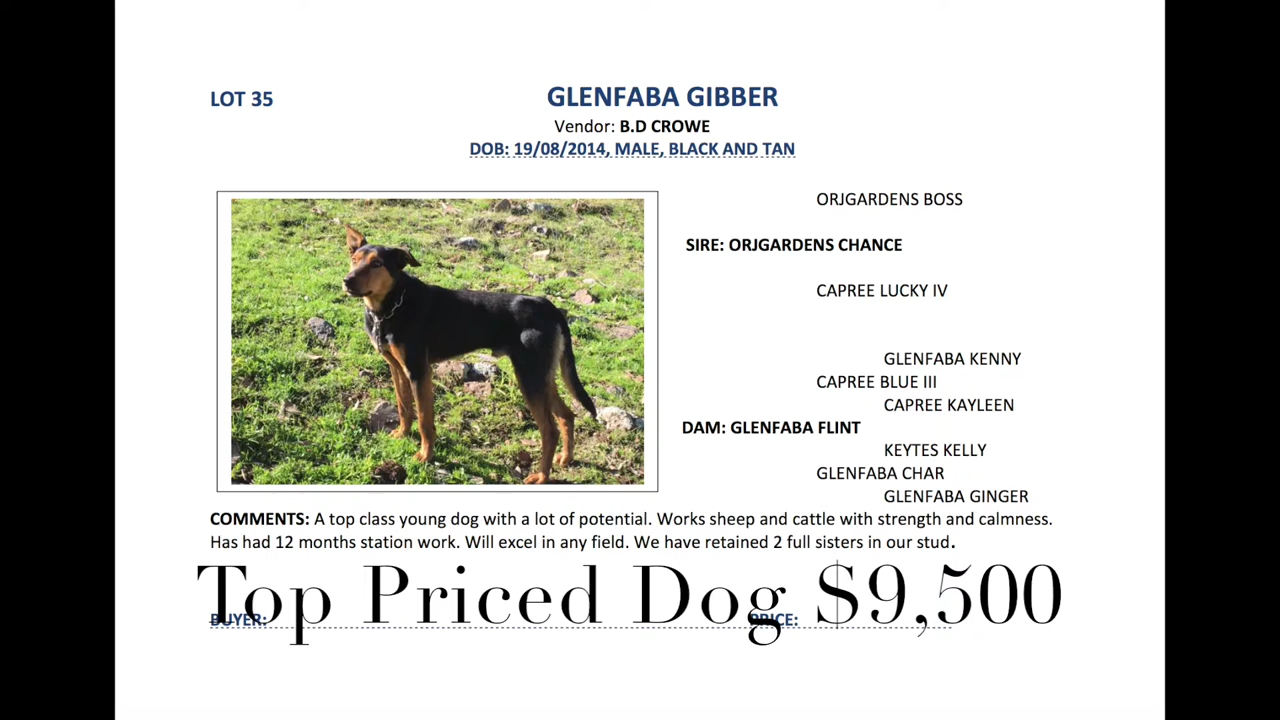 LOT 35
GLENFABA GIBBER
Vendor: B.D CROWE
DOB: 19/08/2014, MALE, BLACK AND TAN
ORJGARDENS BOSS
SIRE: ORJGARDENS CHANCE
CAPREE LUCKY IV
GLENFABA KENNY
CAPREE BLUE III
CAPREE KAYLEEN
DAM: GLENFABA FLINT
KEYTES KELLY
GLENFABA CHAR
GLENFABA GINGER
COMMENTS: A top class young dog with a lot of potential. Works sheep and cattle with strength and calmness.
Has had 12 months station work. Will excel in any field. We have retained 2 full sisters in our stud.
Top Priced Dog $9,500
BUYER: PRICE: